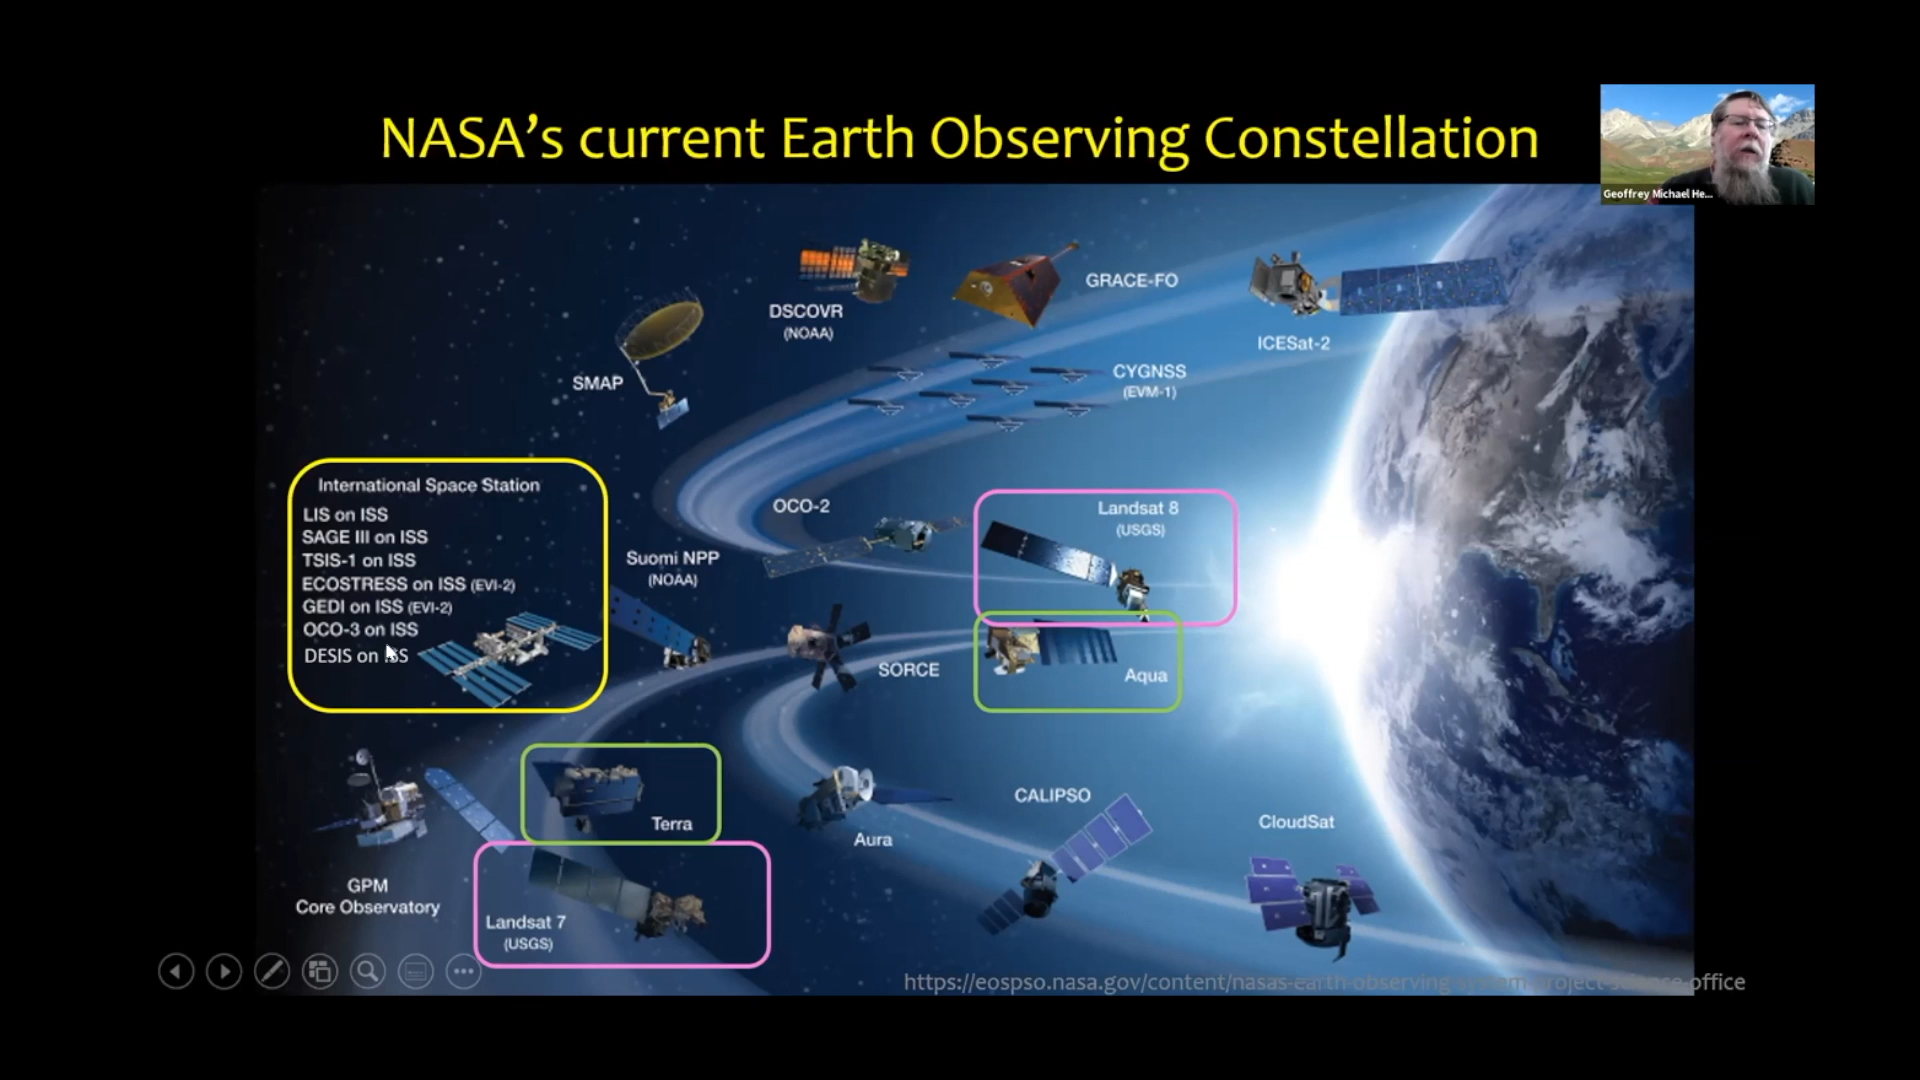 NASA's current Earth Observing Constellation
Geoffrey Michael He...
DSCOVR
(NOAA)
GRACE-FO
ICESat-2
SMAP
CYGNSS
(EVM-1)
International Space Station
LIS on ISS
SAGE III on ISS
TSIS-1 on ISS
ECOSTRESS on ISS (EVI-2)
GEDI on ISS (EVI-2)
OCO-3 on ISS
DESIS on ISS
Suomi NPP
(NOAA)
OCO-2
Landsat 8
(USGS)
SORCE
Aqua
Terra
Aura
CALIPSO
CloudSat
GPM
Core Observatory
Landsat 7
(USGS)
https://eospso.nasa.gov/content/nasas-earth-observing-system-project-science-office